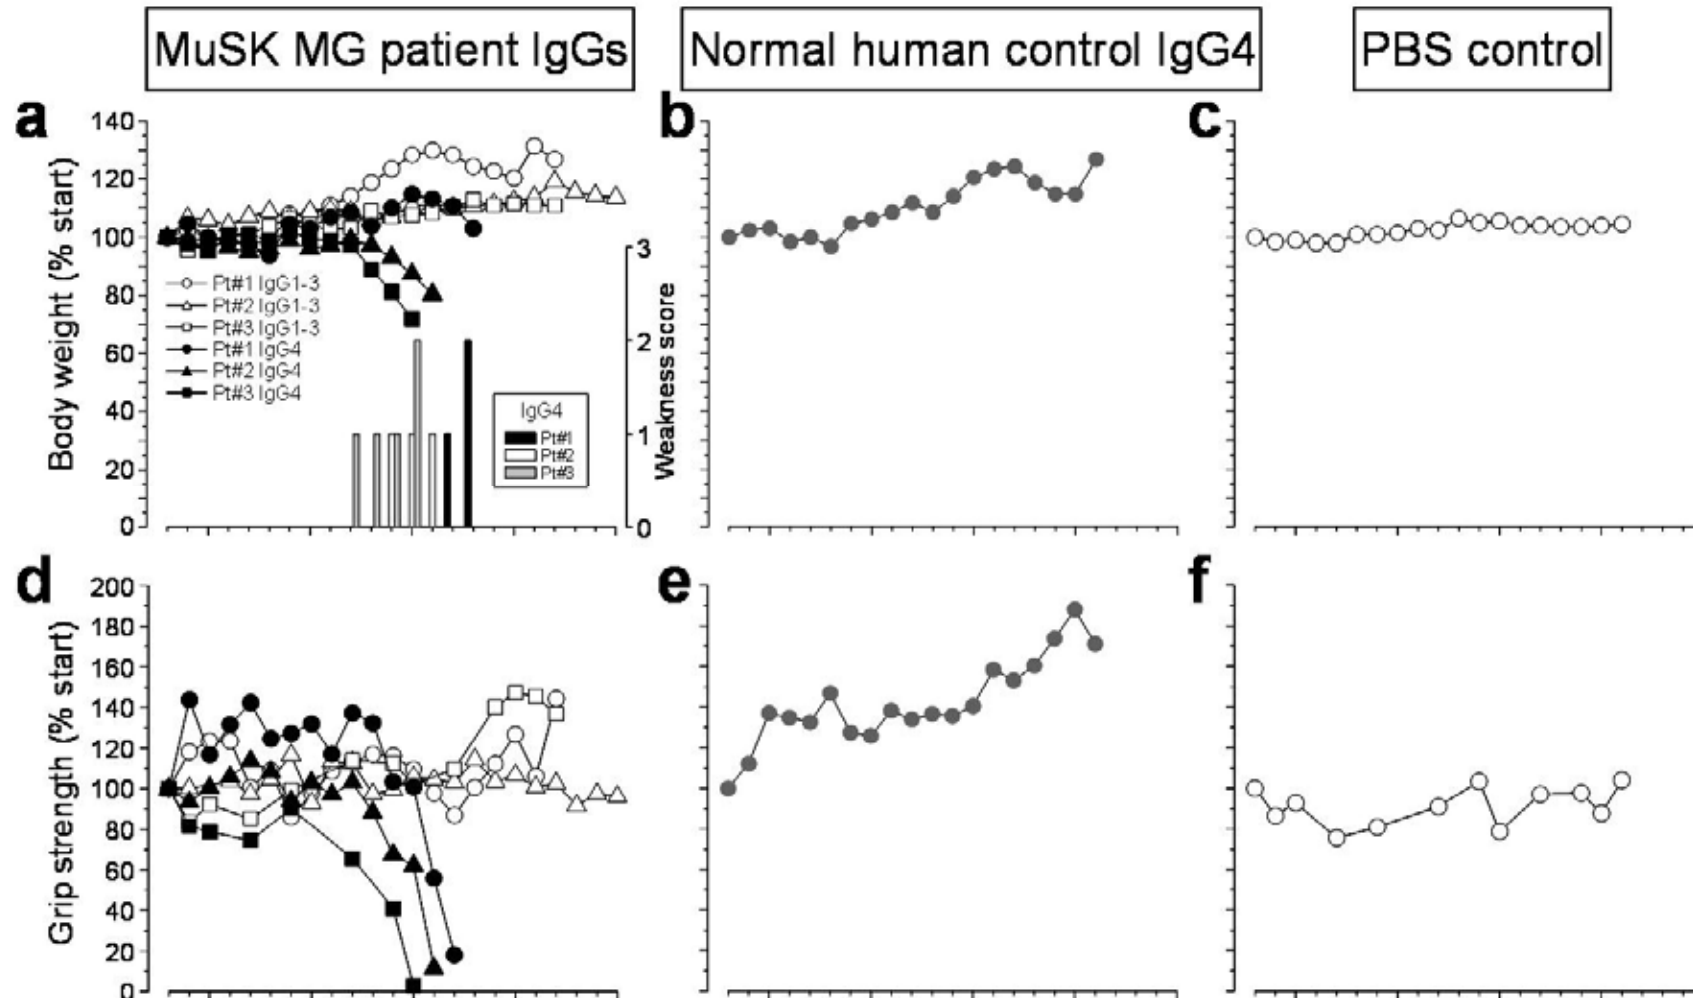 MuSK MG patient IgGs
Normal human control IgG4
PBS control
a
b
c
Body weight (% start)
140
120
100
80
60
40
20
0
Pt#1 IgG1-3
Pt#2 IgG1-3
Pt#3 IgG1-3
Pt#1 IgG4
Pt#2 IgG4
Pt#3 IgG4
IgG4
Pt#1
Pt#2
Pt#3
3
2
1
0
Weakness score
d
e
f
Grip strength (% start)
200
180
160
140
120
100
80
60
40
20
0